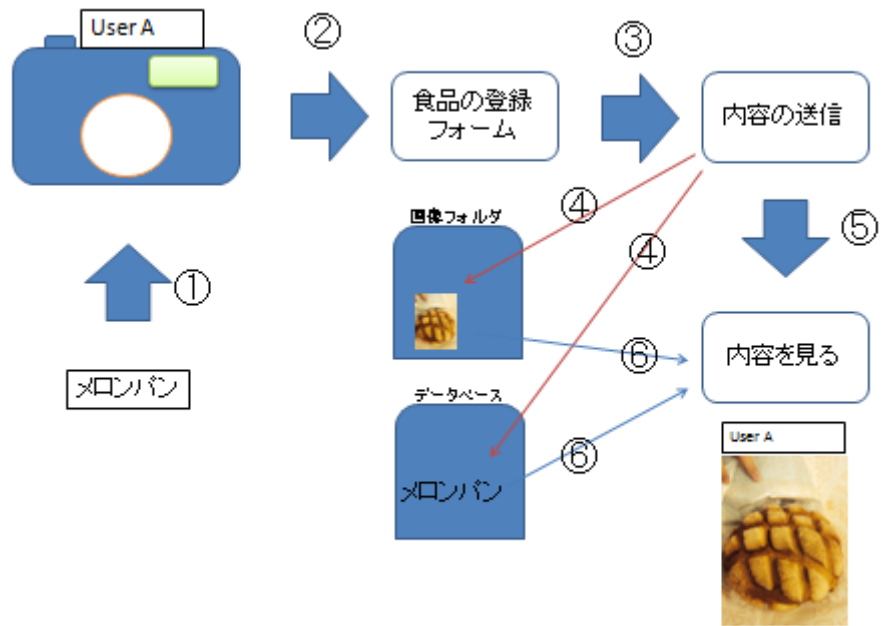 User A
②
③
食品の登録
フォーム
内容の送信
④
画像フォルダ
④
⑤
①
⑥
内容を見る
メロンパン
データベース
User A
⑥
メロンパン